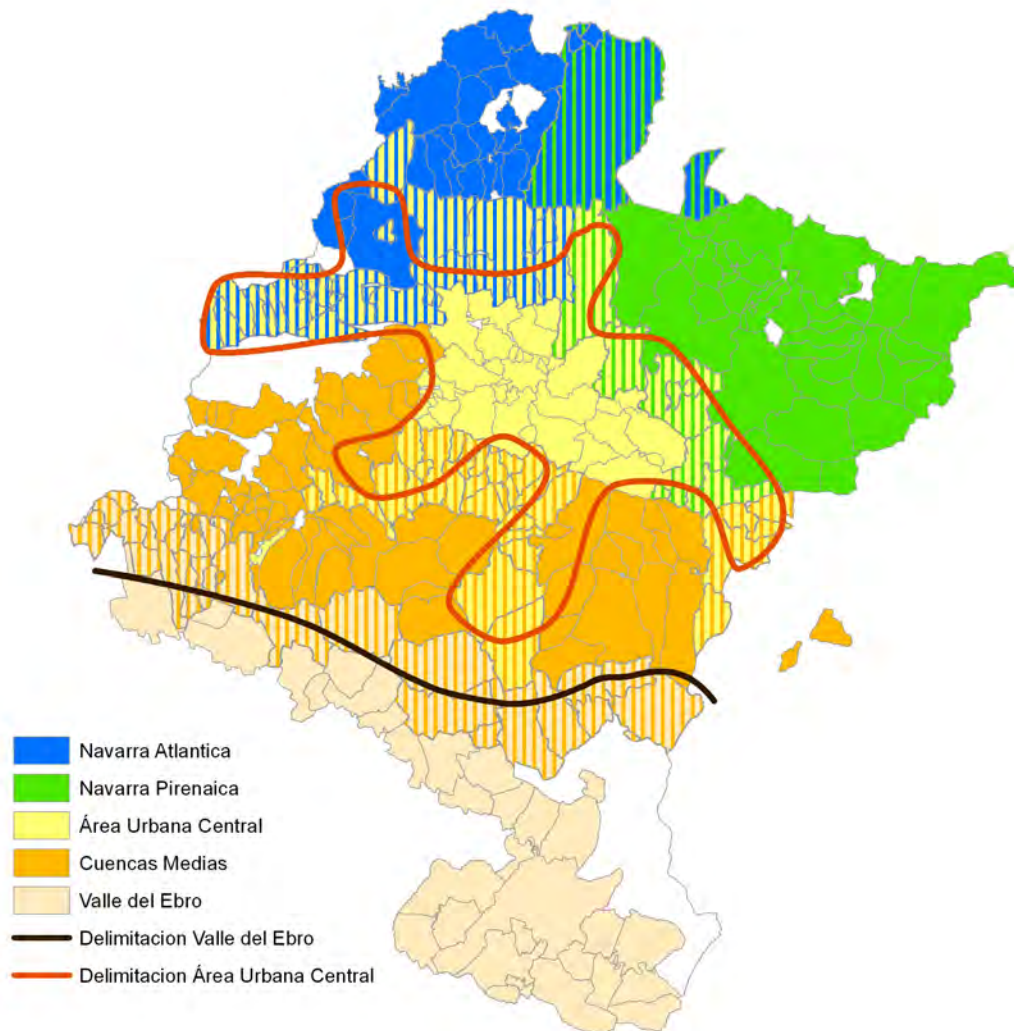 Navarra Atlantica
Navarra Pirenaica
Área Urbana Central
Cuencas Medias
Valle del Ebro
Delimitacion Valle del Ebro
Delimitacion Área Urbana Central